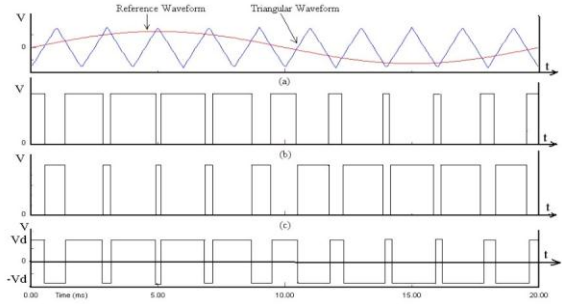 Reference Waveform Triangular Waveform
V
0
t
(a)
V
0
t
(b)
V
0
t
(c)
V
Vd
0
-Vd
t
0.00 Time (ms) 5.00 10.00 15.00 20.00